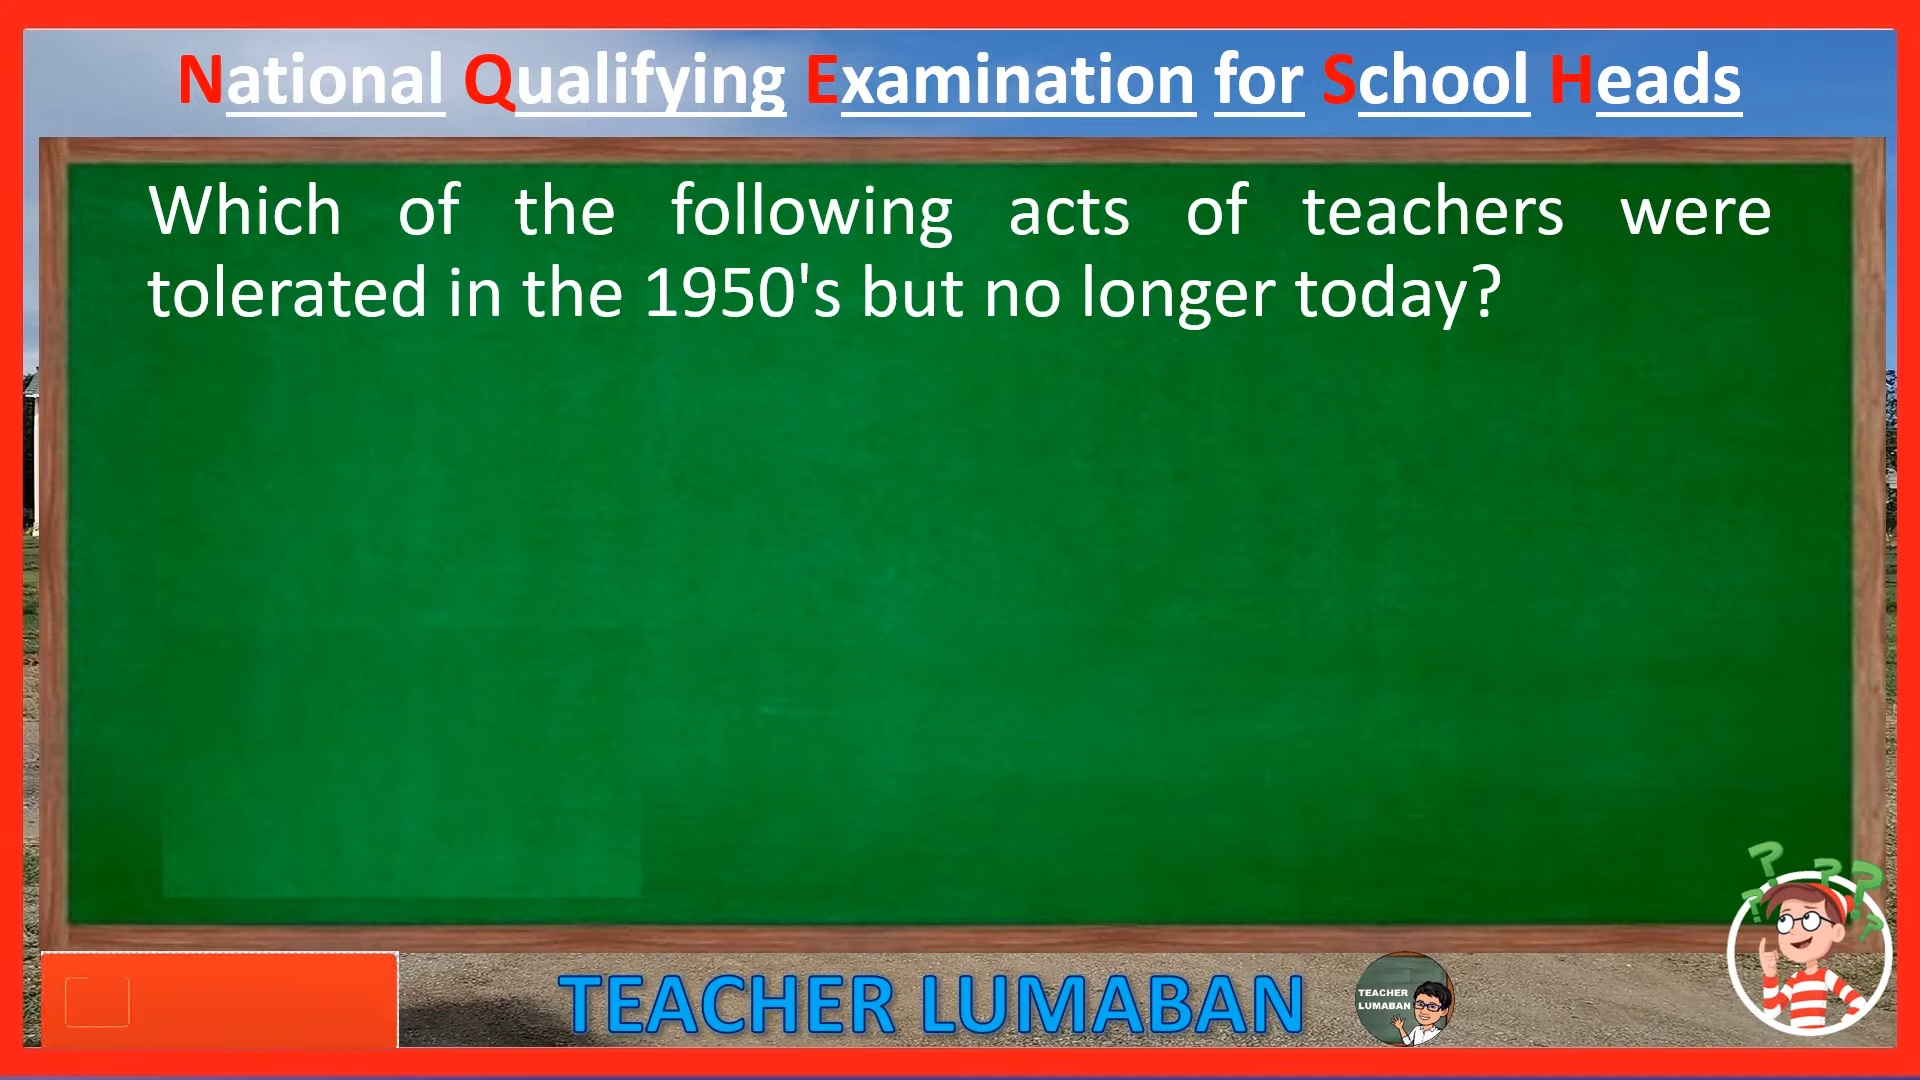 National Qualifying Examination for School Heads
Which of the following acts of teachers were
tolerated in the 1950's but no longer today?
TEACHER LUMABAN
TEACHER
LUMABAN